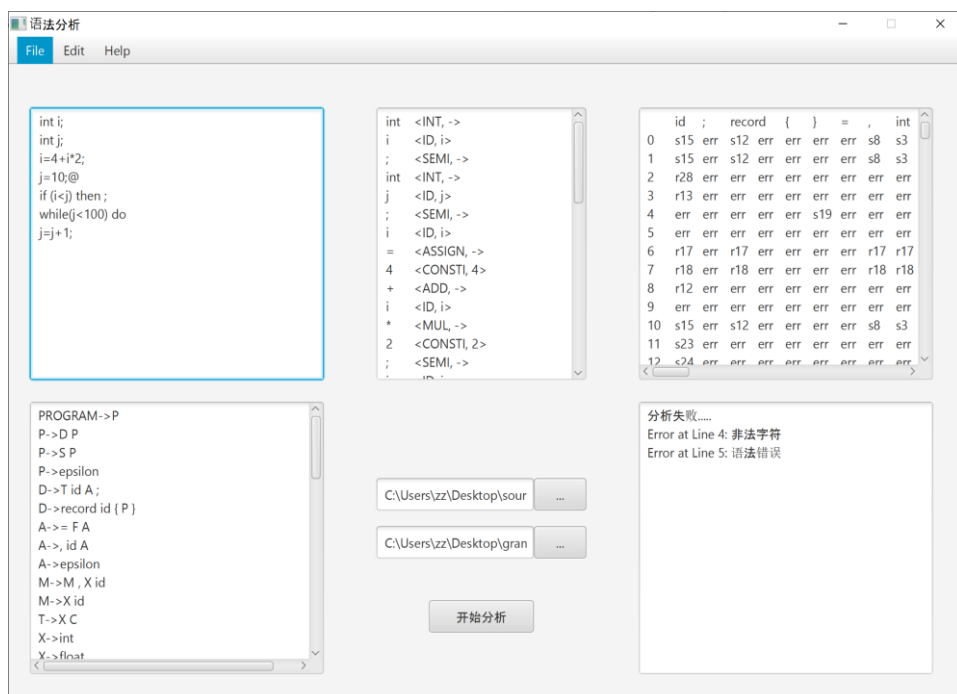 语法分析
File Edit Help
int i;
int j;
i=4+i*2;
j=10;@
if (i<j) then ;
while(j<100) do
j=j+1;
int <INT, ->
i <ID, i>
; <SEMI, ->
int <INT, ->
j <ID, j>
; <SEMI, ->
i <ID, i>
= <ASSIGN, ->
4 <CONSTI, 4>
+ <ADD, ->
i <ID, i>
* <MUL, ->
2 <CONSTI, 2>
; <SEMI, ->
id ; record { } = , int
0 s15 err s12 err err err s8 s3
1 s15 err s12 err err err s8 s3
2 r28 err err err err err err err
3 r13 err err err err err err err
4 err err err err s19 err err err
5 err err err err err err err err
6 r17 err r17 err err err r17 r17
7 r18 err r18 err err err r18 r18
8 r12 err err err err err err err
9 err err err err err err err err
10 s15 err s12 err err err s8 s3
11 s23 err err err err err err err
12 s24 err err err err err err err
PROGRAM->P
P->D P
P->S P
P->epsilon
D->T id A ;
D->record id { P }
A->= F A
A->, id A
A->epsilon
M->M , X id
M->X id
T->X C
X->int
X->float
C:\Users\zz\Desktop\sour ...
C:\Users\zz\Desktop\gran ...
开始分析
分析失败.....
Error at Line 4: 非法字符
Error at Line 5: 语法错误